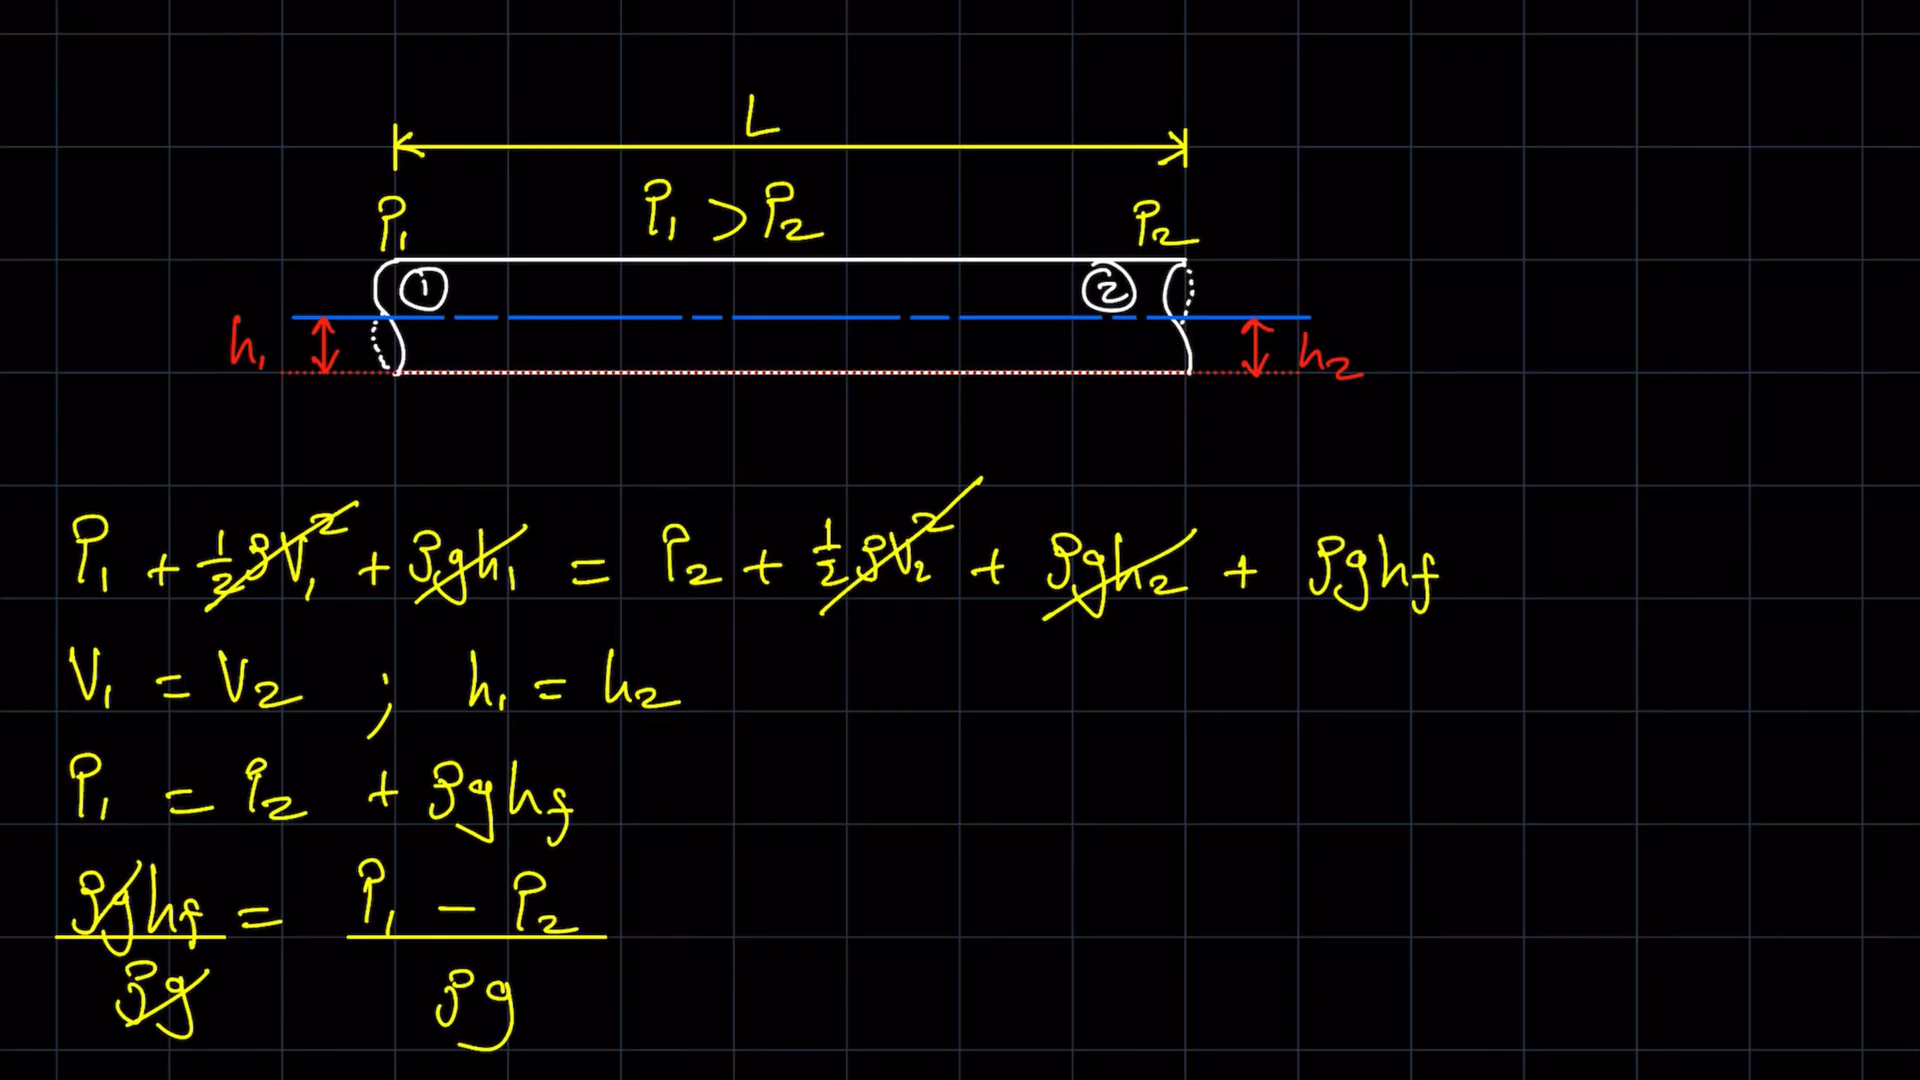 L
P₁ P₁ > P₂ P₂
① ②
h₁ h₂
P₁ + ½ρV₁² + ρgh₁ = P₂ + ½ρV₂² + ρgh₂ + ρghf
V₁ = V₂ ; h₁ = h₂
P₁ = P₂ + ρghf
ρghf = P₁ - P₂
ρg ρg